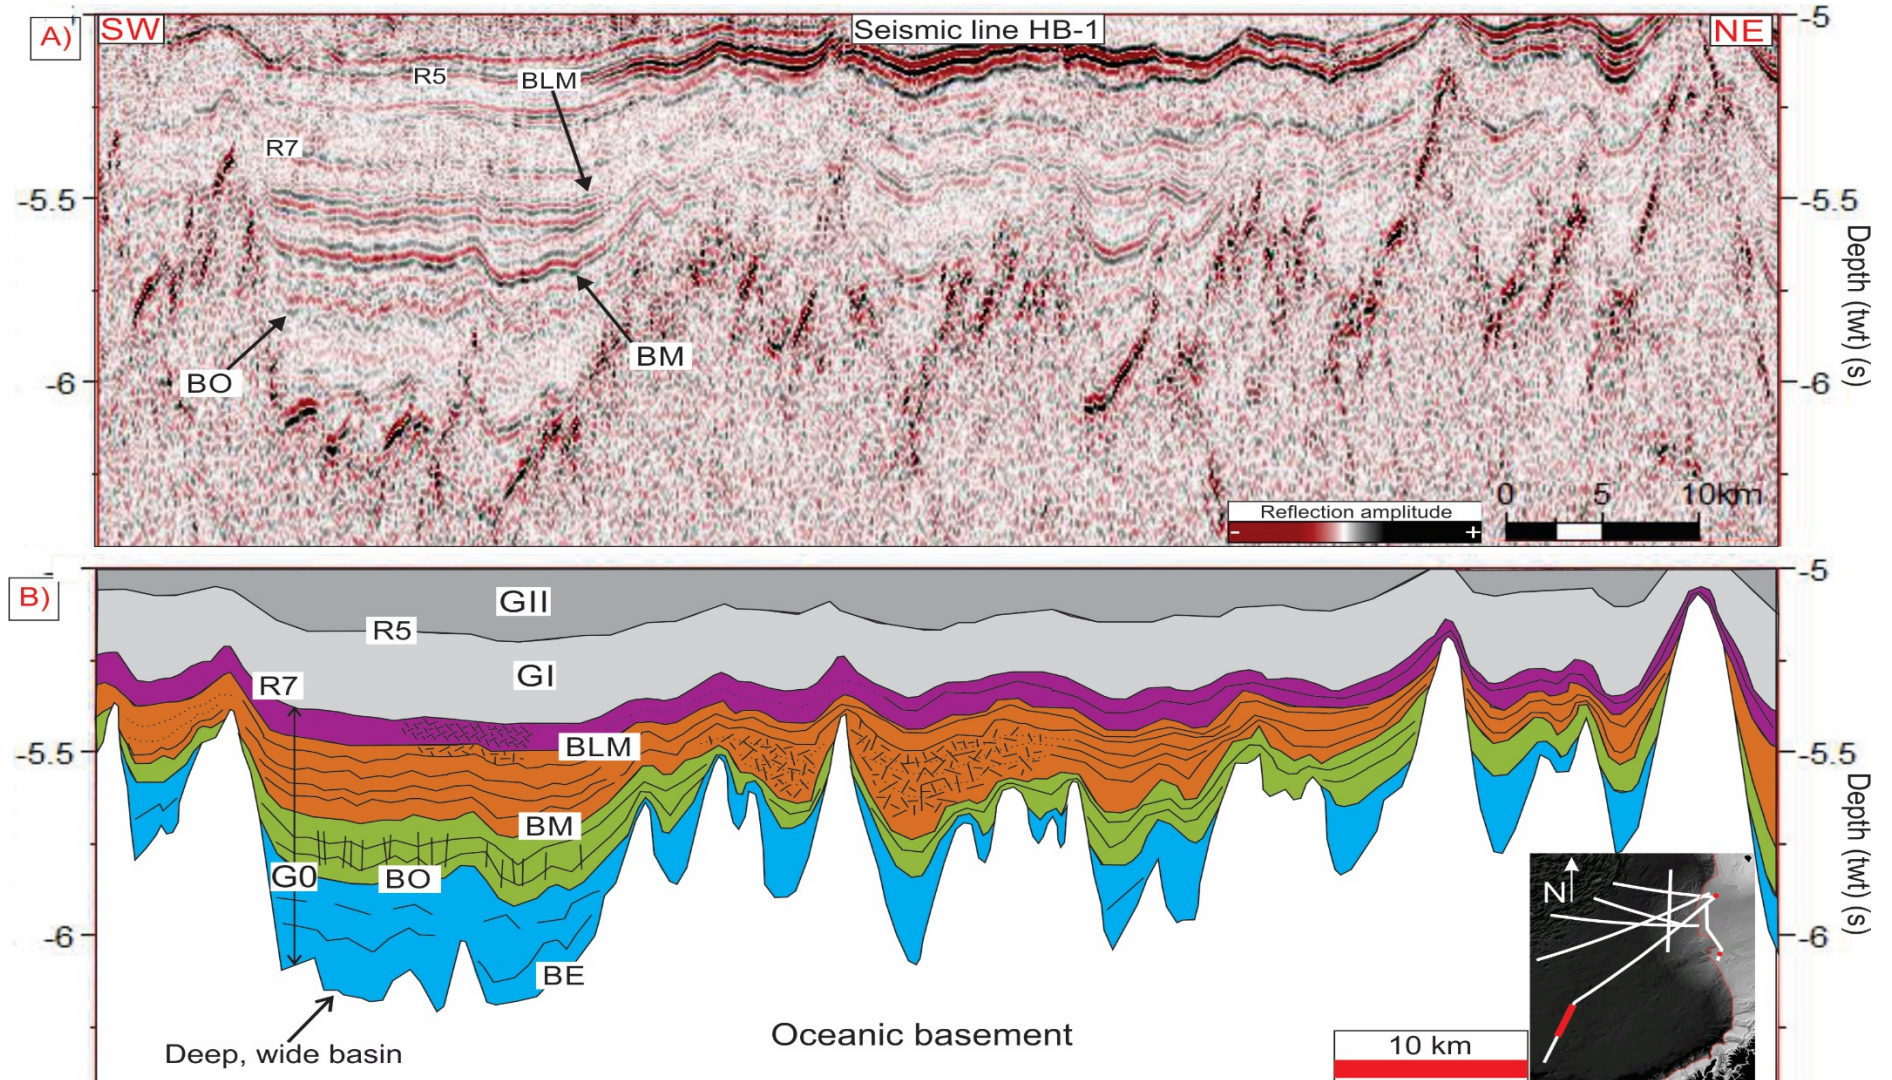 A)
SW
Seismic line HB-1
NE
-5
R5
BLM
R7
-5.5
-5.5
BO
BM
-6
-6
Depth (twt) (s)
0 5 10km
Reflection amplitude
- +
B)
-5
GII
R5
GI
R7
BLM
-5.5
-5.5
BM
G0
BO
-6
-6
BE
Depth (twt) (s)
N
Deep, wide basin
Oceanic basement
10 km